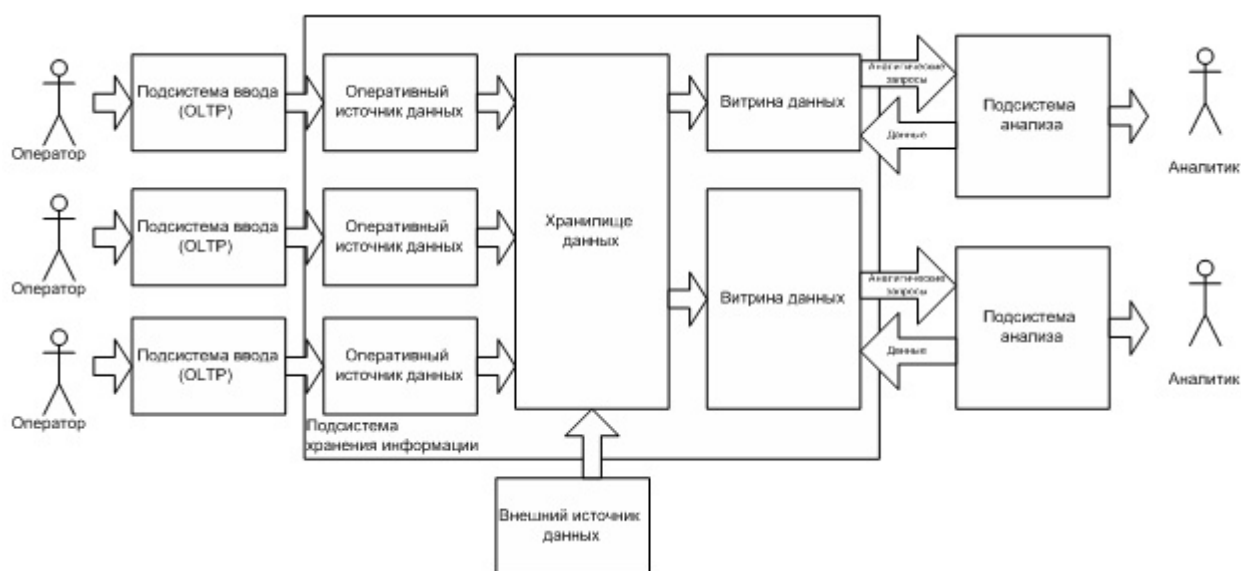 Подсистема ввода
(OLTP)
Оперативный
источник данных
Витрина данных
Аналитические
запросы
Данные
Подсистема
анализа
Оператор
Аналитик
Подсистема ввода
(OLTP)
Оперативный
источник данных
Хранилище
данных
Оператор
Витрина данных
Аналитические
запросы
Данные
Подсистема
анализа
Аналитик
Подсистема ввода
(OLTP)
Оперативный
источник данных
Оператор
Подсистема
хранения информации
Внешний источник
данных